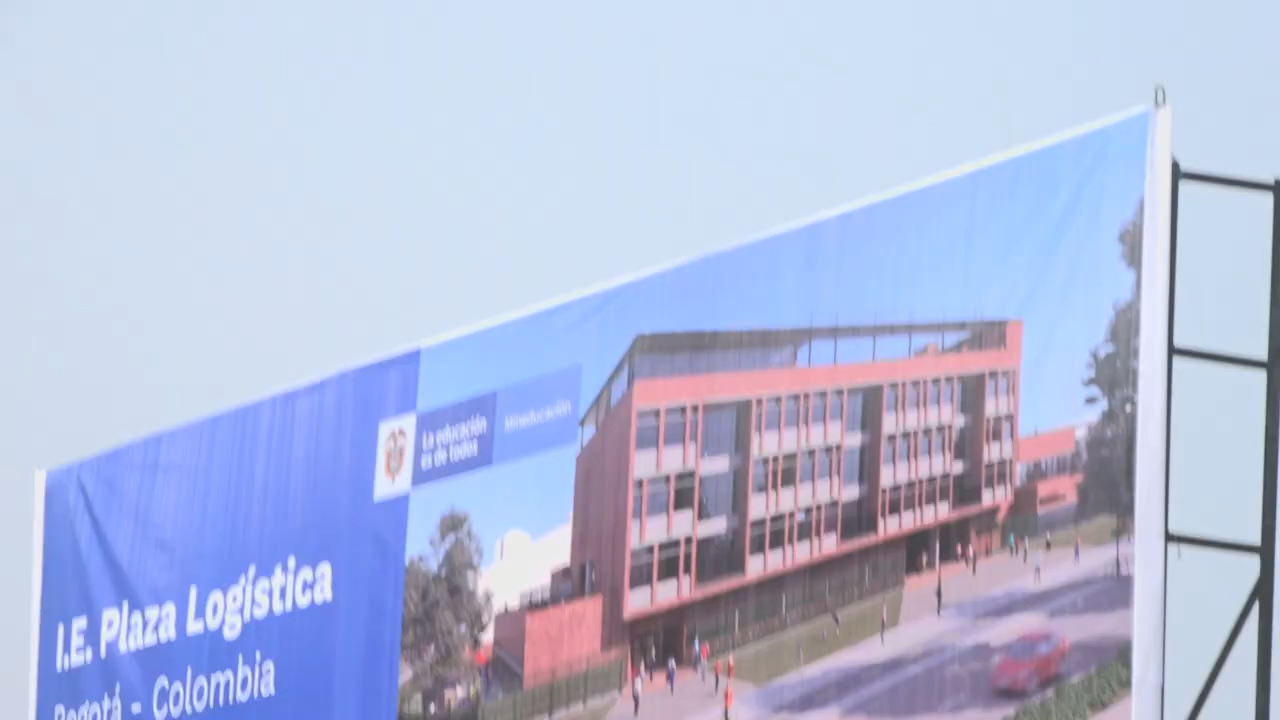 La educación
es de todos
Mineducación
I.E. Plaza Logística
Bogotá - Colombia